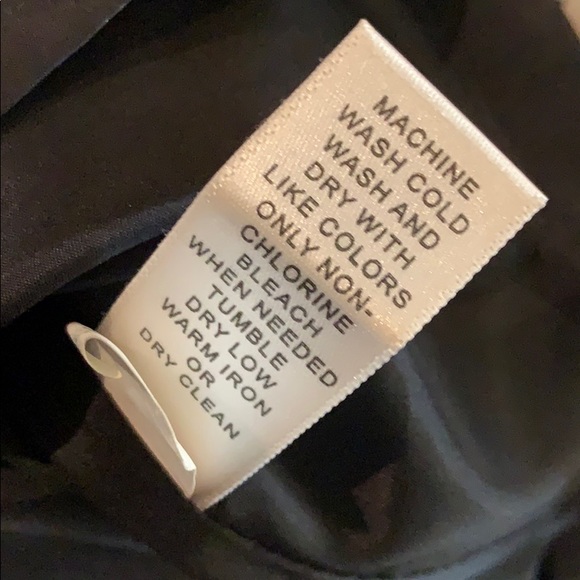 MACHINE
WASH COLD
WASH AND
DRY WITH
LIKE COLORS
ONLY NON-
CHLORINE
BLEACH
WHEN NEEDED
TUMBLE
DRY LOW
WARM IRON
OR
DRY CLEAN